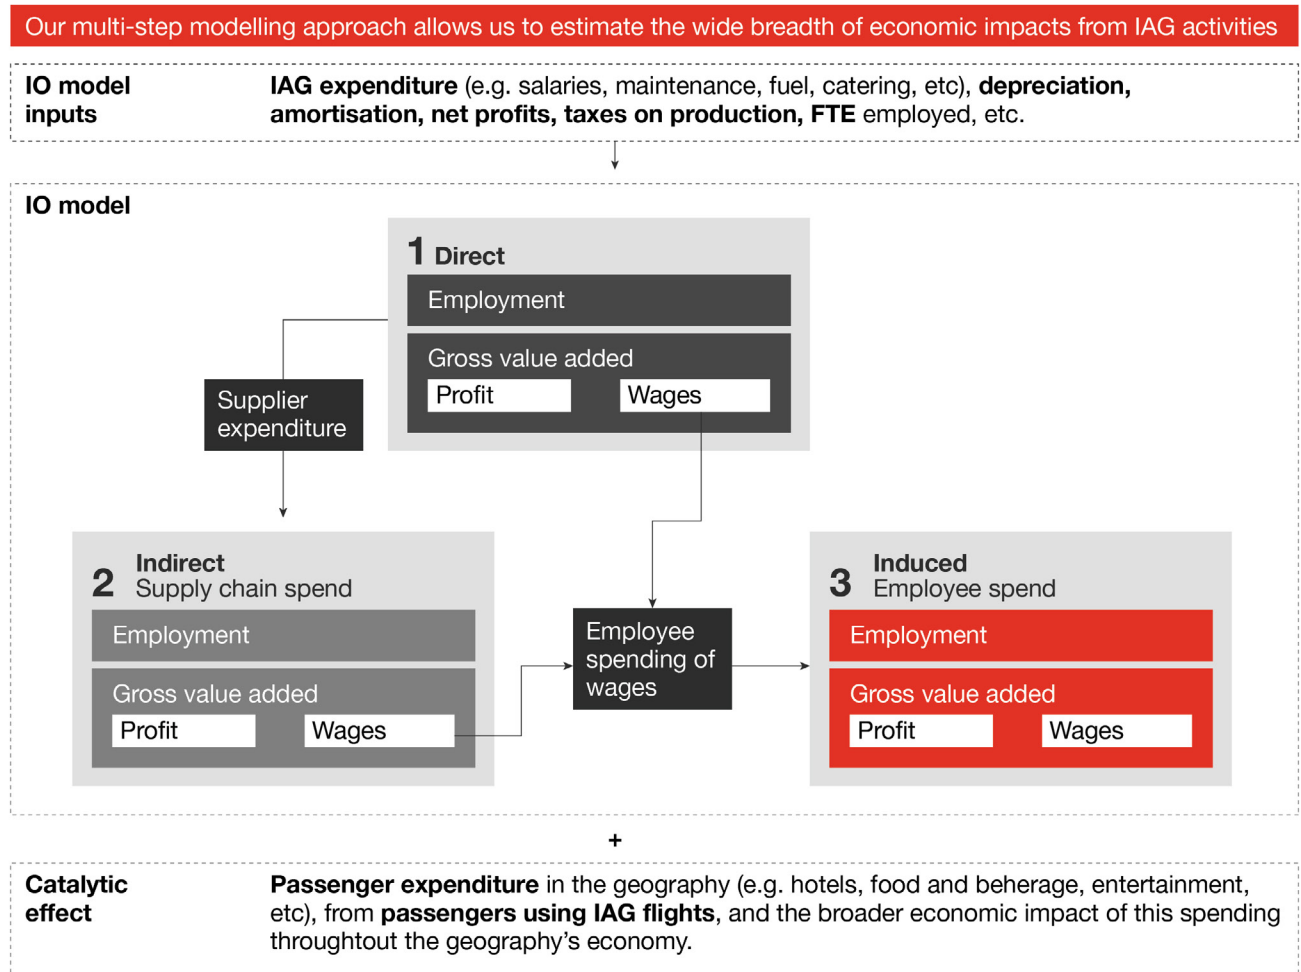 Our multi-step modelling approach allows us to estimate the wide breadth of economic impacts from IAG activities
IO model
inputs
IAG expenditure (e.g. salaries, maintenance, fuel, catering, etc), depreciation,
amortisation, net profits, taxes on production, FTE employed, etc.
IO model
1 Direct
Employment
Gross value added
Profit
Wages
Supplier
expenditure
2 Indirect
Supply chain spend
Employment
Gross value added
Profit
Wages
Employee
spending of
wages
3 Induced
Employee spend
Employment
Gross value added
Profit
Wages
+
Catalytic
effect
Passenger expenditure in the geography (e.g. hotels, food and beherage, entertainment,
etc), from passengers using IAG flights, and the broader economic impact of this spending
throughtout the geography's economy.